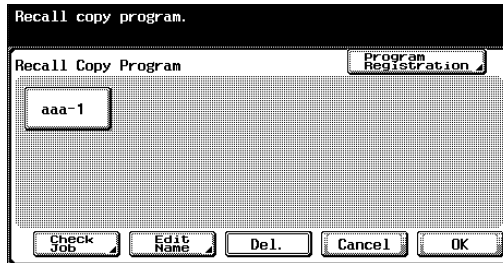 Recall copy program.
Recall Copy Program
Program
Registration
aaa-1
Check
Job
Edit
Name
Del.
Cancel
OK